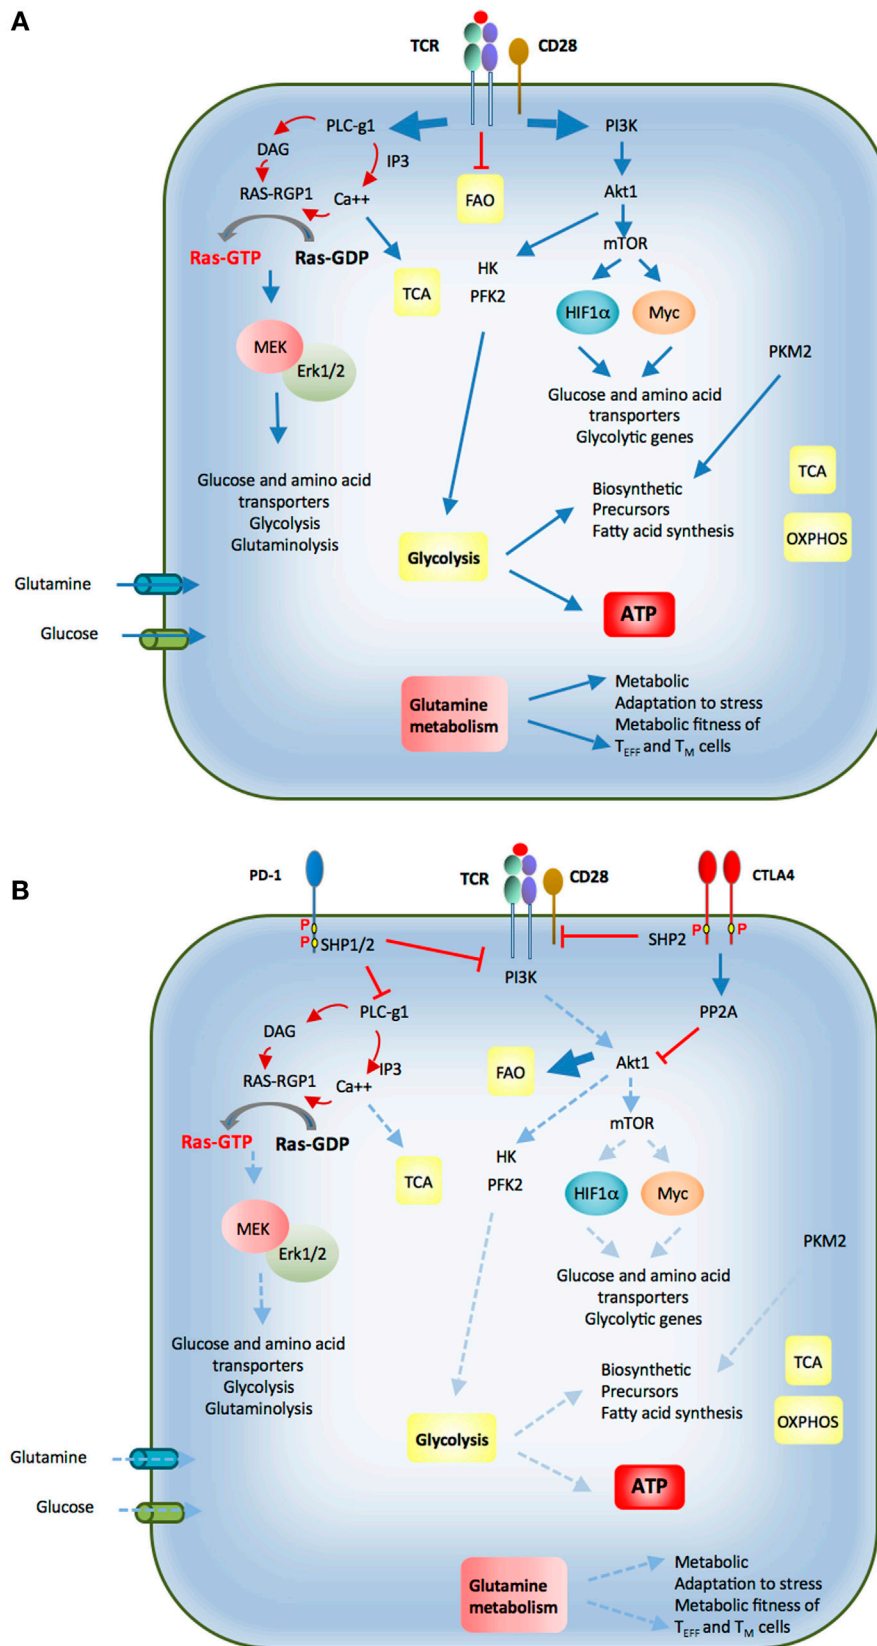 A
TCR
CD28
PLC-g1
PI3K
DAG
IP3
RAS-RGP1
Ca++
FAO
Akt1
Ras-GTP
Ras-GDP
mTOR
HK
TCA
PFK2
HIF1α
Myc
MEK
Erk1/2
PKM2
Glucose and amino acid
transporters
Glycolytic genes
Glucose and amino acid
transporters
Glycolysis
Glutaminolysis
Biosynthetic
Precursors
Fatty acid synthesis
TCA
OXPHOS
Glycolysis
Glutamine
Glucose
ATP
Glutamine
metabolism
Metabolic
Adaptation to stress
Metabolic fitness of
TEFF and TM cells
B
PD-1
TCR
CD28
CTLA4
P
P
SHP1/2
SHP2
P
P
PI3K
PLC-g1
PP2A
DAG
IP3
RAS-RGP1
Ca++
FAO
Akt1
Ras-GTP
Ras-GDP
mTOR
HK
TCA
PFK2
HIF1α
Myc
MEK
Erk1/2
PKM2
Glucose and amino acid
transporters
Glycolytic genes
Glucose and amino acid
transporters
Glycolysis
Glutaminolysis
Biosynthetic
Precursors
Fatty acid synthesis
TCA
OXPHOS
Glycolysis
Glutamine
Glucose
ATP
Glutamine
metabolism
Metabolic
Adaptation to stress
Metabolic fitness of
TEFF and TM cells